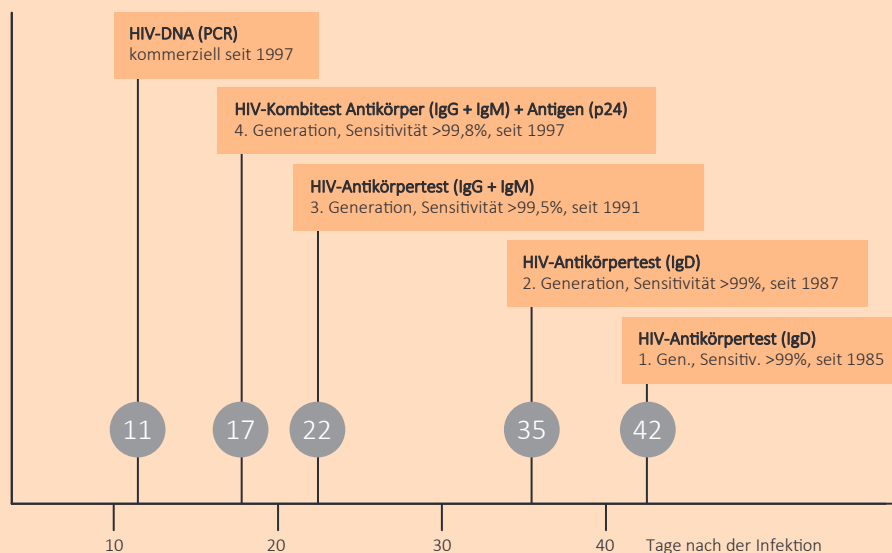 HIV-DNA (PCR)
kommerziell seit 1997
HIV-Kombitest Antikörper (IgG + IgM) + Antigen (p24)
4. Generation, Sensitivität >99,8%, seit 1997
HIV-Antikörpertest (IgG + IgM)
3. Generation, Sensitivität >99,5%, seit 1991
HIV-Antikörpertest (IgD)
2. Generation, Sensitivität >99%, seit 1987
HIV-Antikörpertest (IgD)
1. Gen., Sensitiv. >99%, seit 1985
11 17 22 35 42
10 20 30 40 Tage nach der Infektion